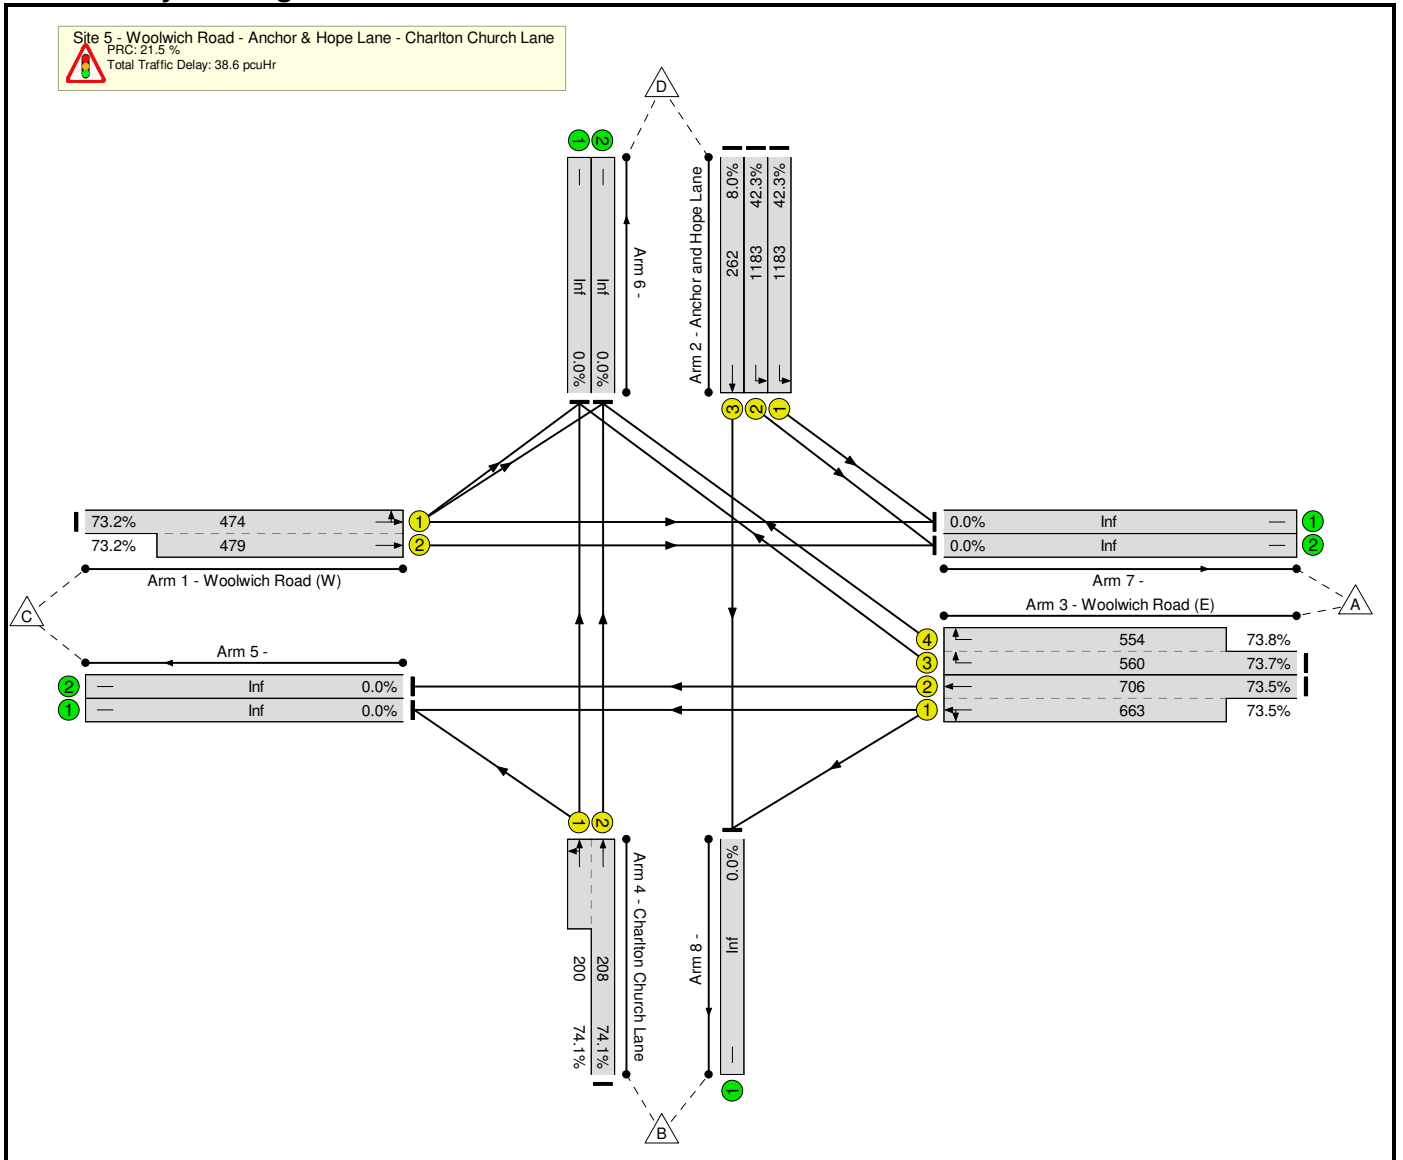 Site 5 - Woolwich Road - Anchor & Hope Lane - Charlton Church Lane
PRC: 21.5 %
Total Traffic Delay: 38.6 pcuHr
D
1
2
Inf
0.0%
Inf
0.0%
Arm 6 -
Arm 2 - Anchor and Hope Lane
8.0%
262
42.3%
1183
42.3%
1183
3
2
1
73.2% 474
1
73.2% 479
2
Arm 1 - Woolwich Road (W)
C
0.0% Inf
1
0.0% Inf
2
Arm 7 -
Arm 3 - Woolwich Road (E)
A
4
554 73.8%
3
560 73.7%
2
706 73.5%
1
663 73.5%
Arm 5 -
2
Inf 0.0%
1
Inf 0.0%
1
2
200
74.1%
208
74.1%
Arm 4 - Charlton Church Lane
Arm 8 -
0.0%
Inf
1
B